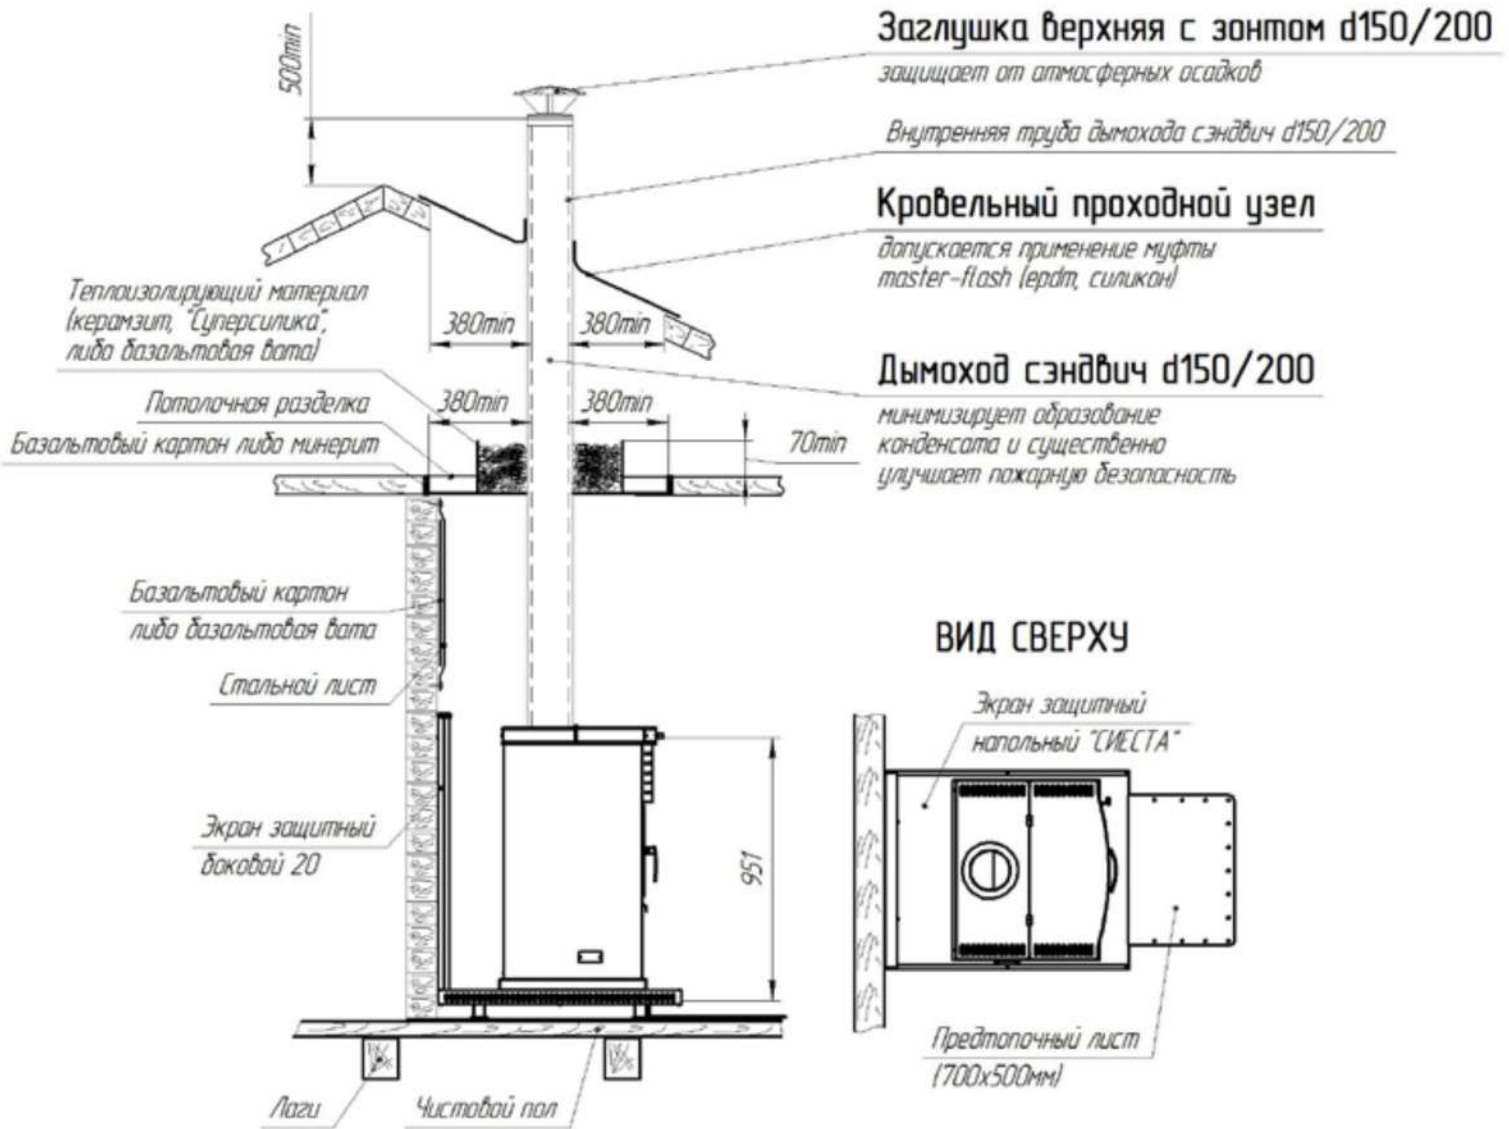 500min
Заглушка верхняя с зонтом d150/200
защищает от атмосферных осадков
Внутренняя труба дымохода сэндвич d150/200
Кровельный проходной узел
допускается применение муфты
master-flash (epdm, силикон)
Теплоизолирующий материал
(керамзит, "Суперсилика",
либо базальтовая вата)
380min
380min
Дымоход сэндвич d150/200
минимизирует образование
конденсата и существенно
улучшает пожарную безопасность
Потолочная разделка
380min
380min
70min
Базальтовый картон либо минерит
Базальтовый картон
либо базальтовая вата
Стальной лист
Экран защитный
боковой 20
951
Лаги
Чистовой пол
ВИД СВЕРХУ
Экран защитный
напольный "СИЕСТА"
Предтопочный лист
(700х500мм)